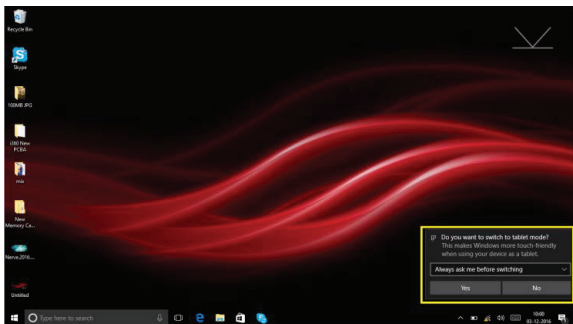 Recycle Bin
Skype
100MB JPG
i360 New
PCBA
mix
New
Memory Ca...
Nerve.2016....
Untitled
Do you want to switch to tablet mode?
This makes Windows more touch-friendly
when using your device as a tablet.
Always ask me before switching
Yes No
Type here to search
10:00
03-12-2016